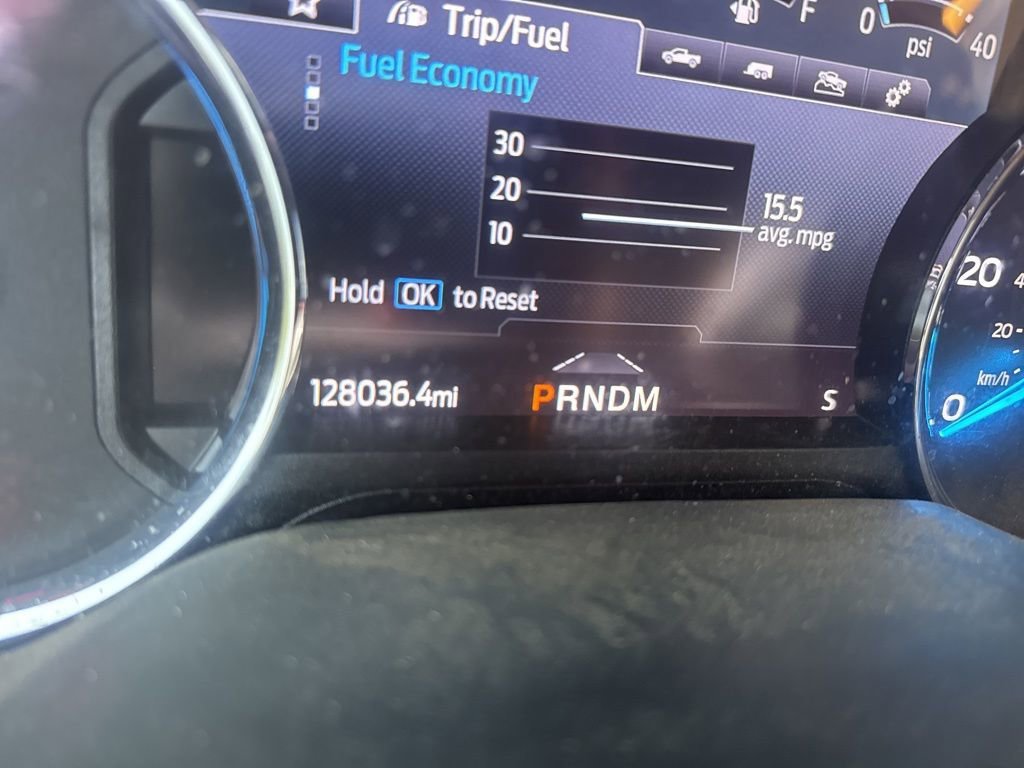 Trip/Fuel
F
0
psi
40
Fuel Economy
30
20
10
15.5
avg. mpg
Hold OK to Reset
128036.4mi
PRNDM
S
20
20
km/h
0